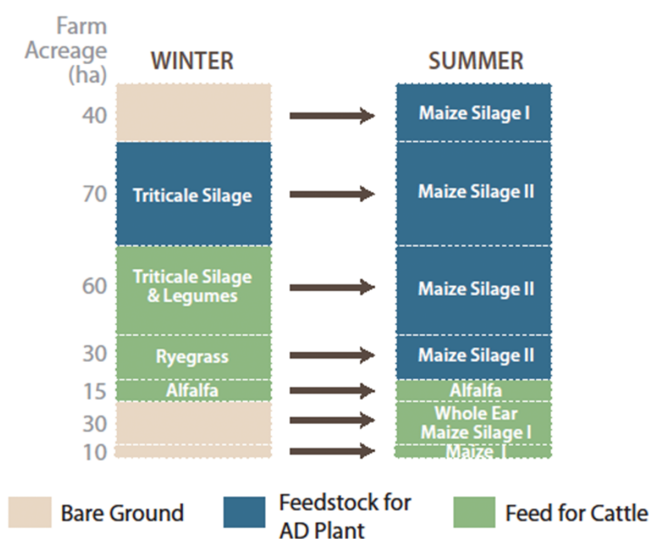 Farm
Acreage
(ha)
WINTER
SUMMER
40
Maize Silage I
70
Triticale Silage
Maize Silage II
60
Triticale Silage
& Legumes
Maize Silage II
30
Ryegrass
Maize Silage II
15
Alfalfa
Alfalfa
30
Whole Ear
Maize Silage I
10
Maize I
Bare Ground
Feedstock for
AD Plant
Feed for Cattle